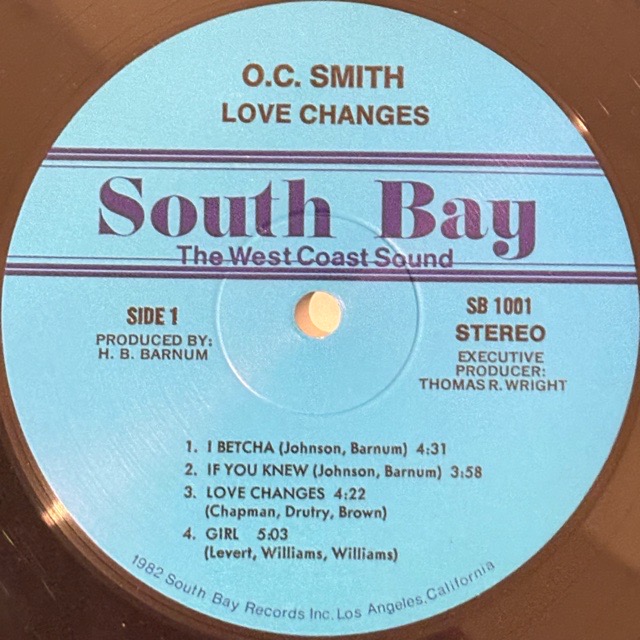 O.C. SMITH
LOVE CHANGES
South Bay
The West Coast Sound
SIDE 1
PRODUCED BY:
H. B. BARNUM
SB 1001
STEREO
EXECUTIVE
PRODUCER:
THOMAS R. WRIGHT
1. I BETCHA (Johnson, Barnum) 4:31
2. IF YOU KNEW (Johnson, Barnum) 3:58
3. LOVE CHANGES 4:22
(Chapman, Drutry, Brown)
4. GIRL 5:03
(Levert, Williams, Williams)
1982 South Bay Records Inc. Los Angeles, California